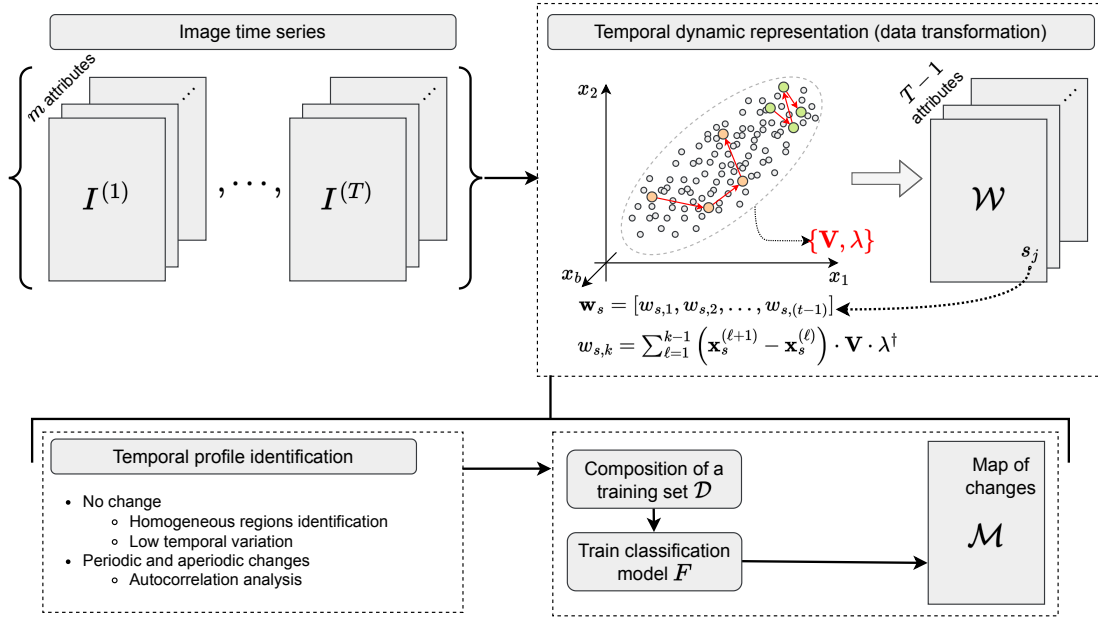 Image time series
m attributes
I^{(1)}
, ⋯ ,
I^{(T)}
Temporal dynamic representation (data transformation)
x_2
x_1
x_b
{V, λ}
T − 1
attributes
𝒲
s_j
w_s = [w_{s,1}, w_{s,2}, . . . , w_{s,(t−1)}]
w_{s,k} = ∑_{ℓ=1}^{k−1} (x_s^{(ℓ+1)} − x_s^{(ℓ)}) · V · λ^†
Temporal profile identification
• No change
◦ Homogeneous regions identification
◦ Low temporal variation
• Periodic and aperiodic changes
◦ Autocorrelation analysis
Composition of a
training set 𝒟
Train classification
model F
Map of
changes
ℳ